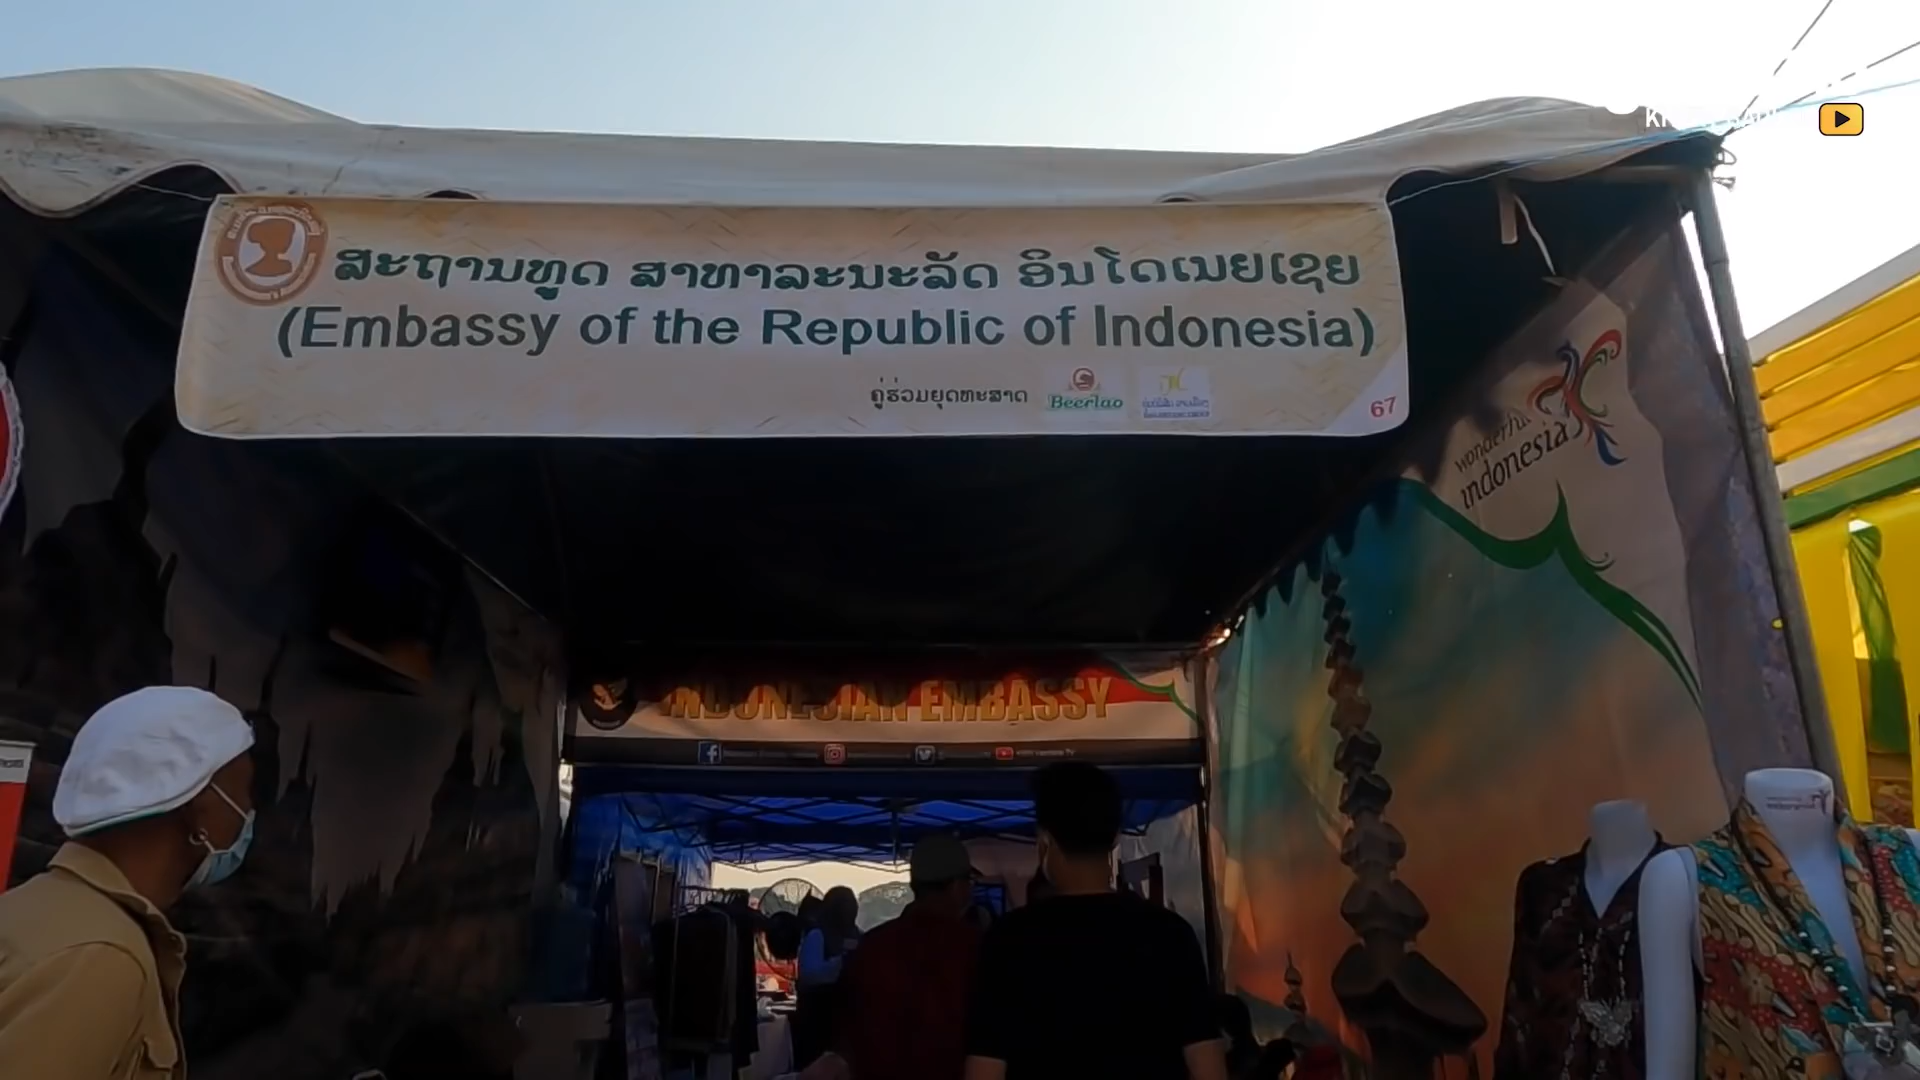 ສະຖານທູດ ສາທາລະນະລັດ ອິນໂດເນຍເຊຍ
(Embassy of the Republic of Indonesia)
ຄູ່ຮ່ວມຍຸດທະສາດ
Beerlao
67
wonderful
indonesia
INDONESIAN EMBASSY